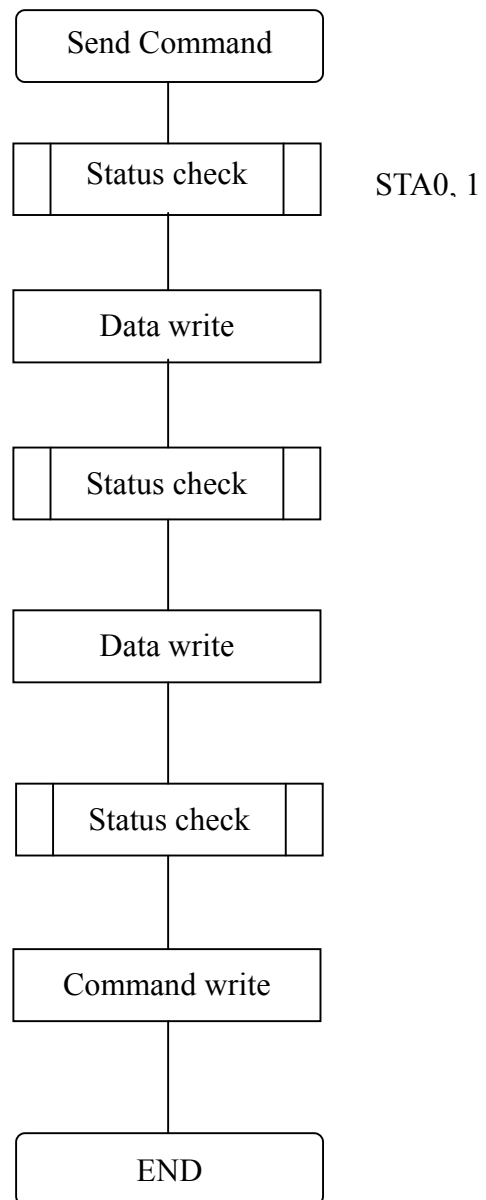 Send Command
Status check
STA0, 1
Data write
Status check
Data write
Status check
Command write
END